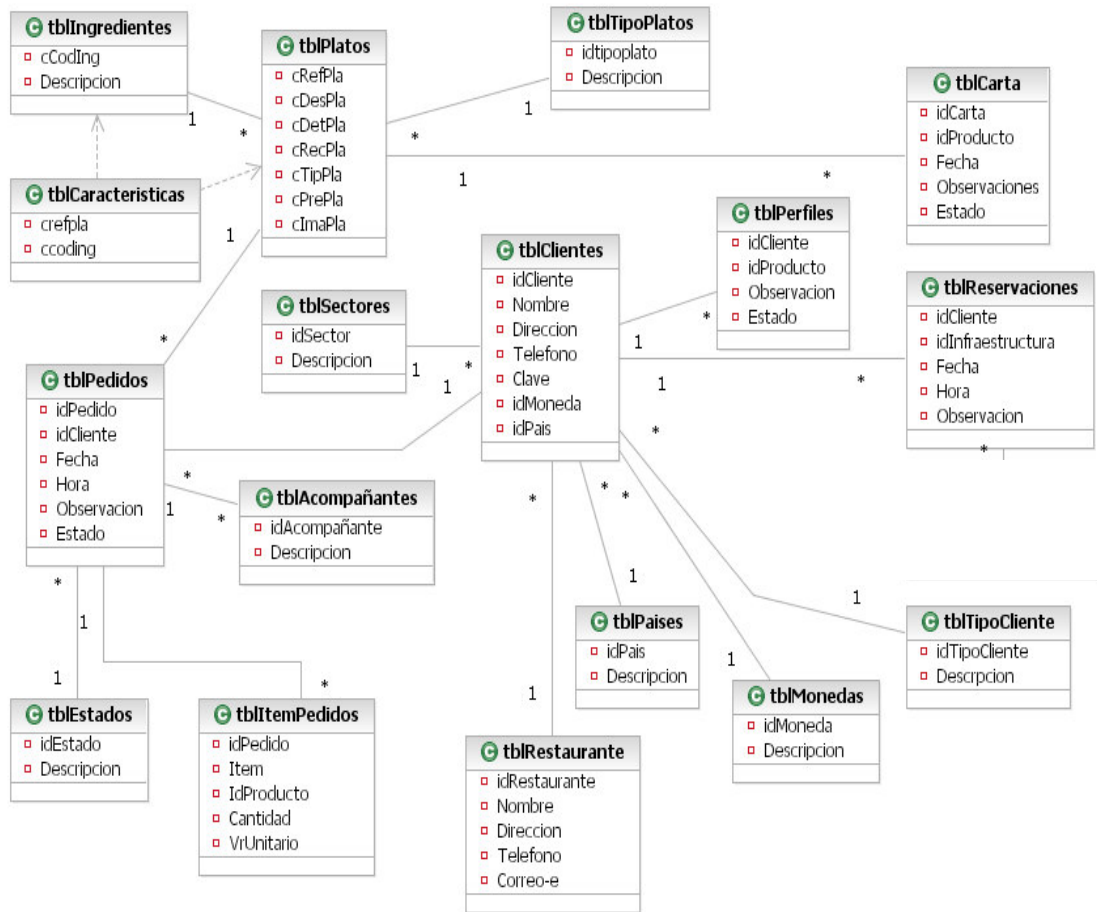 tblIngredientes
cCodIng
Descripcion
tblPlatos
cRefPla
cDesPla
cDetPla
cRecPla
cTipPla
cPrePla
cImaPla
tblTipoPlatos
idtipoplato
Descripcion
tblCarta
idCarta
idProducto
Fecha
Observaciones
Estado
1
*
1
*
1
*
tblCaracteristicas
crefpla
ccoding
1
*
tblPerfiles
idCliente
idProducto
Observacion
Estado
tblClientes
idCliente
Nombre
Direccion
Telefono
Clave
idMoneda
idPais
tblReservaciones
idCliente
idInfraestructura
Fecha
Hora
Observacion
*
tblSectores
idSector
Descripcion
1
*
1
*
1
*
1
*
tblPedidos
idPedido
idCliente
Fecha
Hora
Observacion
Estado
*
1
*
tblAcompañantes
idAcompañante
Descripcion
*
*
*
*
*
1
1
1
1
1
1
*
tblPaises
idPais
Descripcion
tblTipoCliente
idTipoCliente
Descrpcion
tblMonedas
idMoneda
Descripcion
tblEstados
idEstado
Descripcion
tblItemPedidos
idPedido
Item
IdProducto
Cantidad
VrUnitario
tblRestaurante
idRestaurante
Nombre
Direccion
Telefono
Correo-e